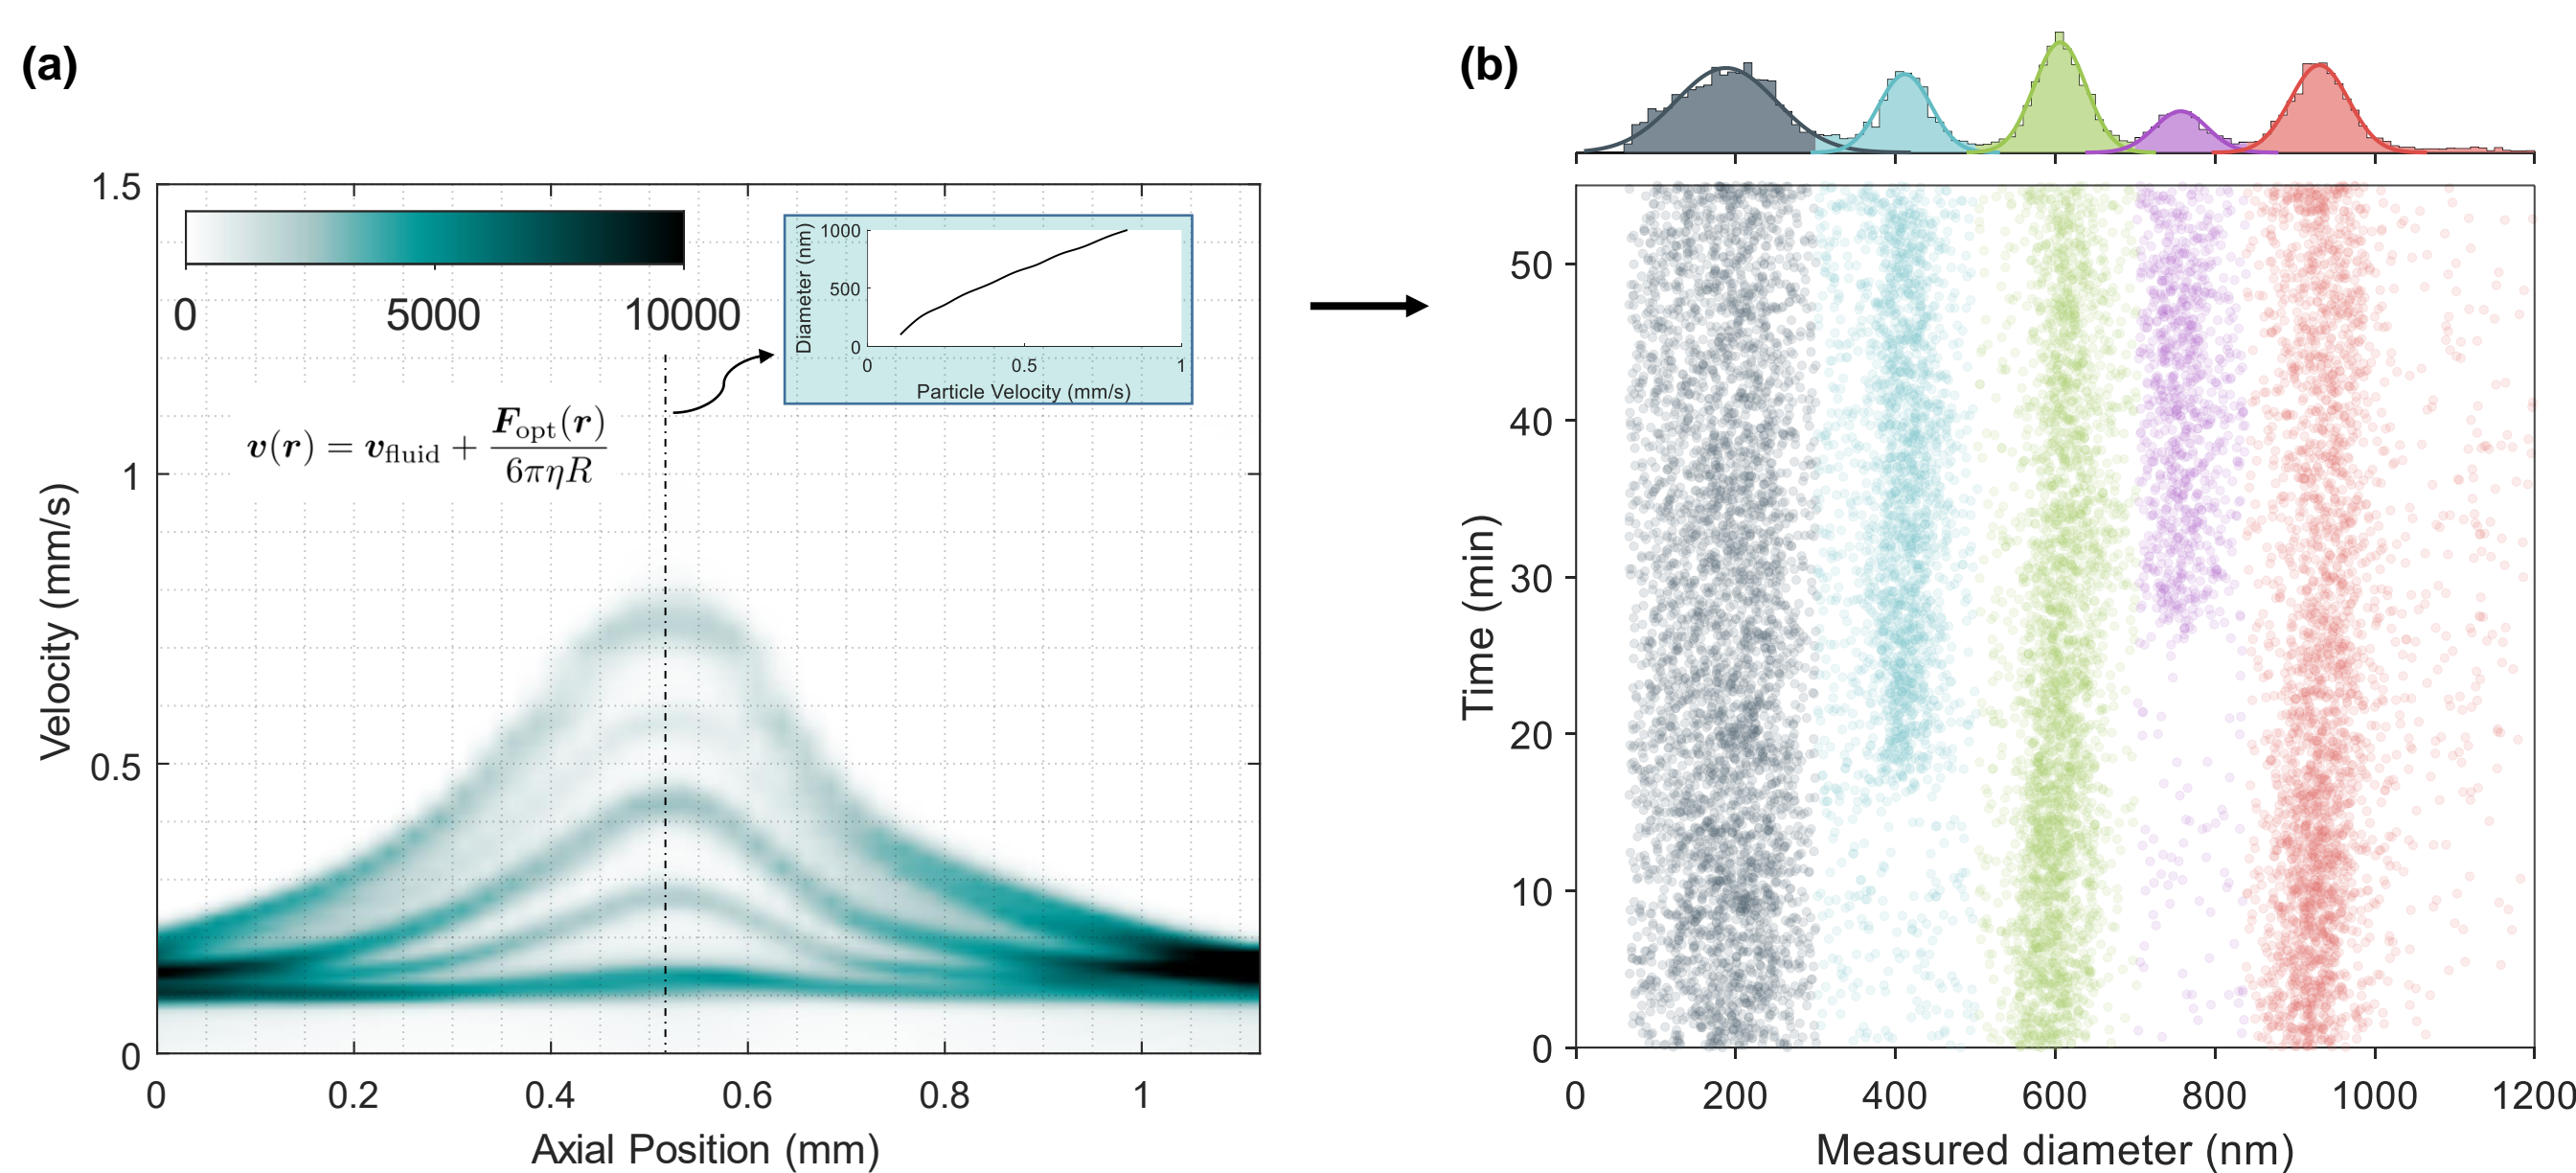 (a)
1.5
1
0.5
0
Velocity (mm/s)
0 5000 10000
v(r) = v_fluid + F_opt(r) / 6πηR
Diameter (nm)
1000
500
0
0 0.5 1
Particle Velocity (mm/s)
0 0.2 0.4 0.6 0.8 1
Axial Position (mm)
(b)
50
40
30
20
10
0
Time (min)
0 200 400 600 800 1000 1200
Measured diameter (nm)